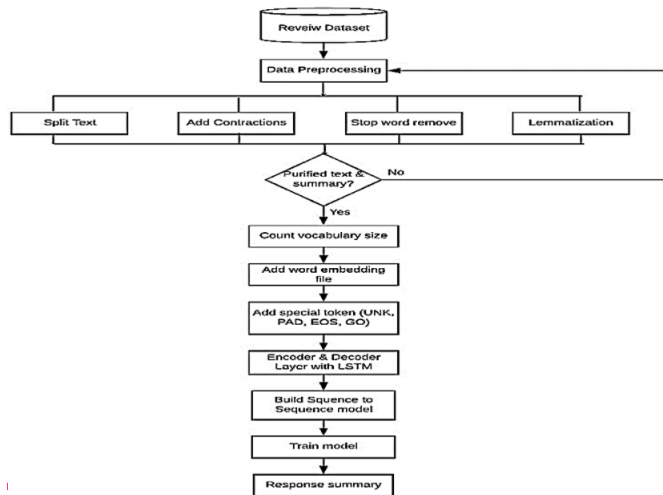 Reveiw Dataset
Data Preprocessing
Split Text
Add Contractions
Stop word remove
Lemmatization
Purified text &
summary?
No
Yes
Count vocabulary size
Add word embedding
file
Add special token (UNK,
PAD, EOS, GO)
Encoder & Decoder
Layer with LSTM
Build Squence to
Sequence model
Train model
Response summary